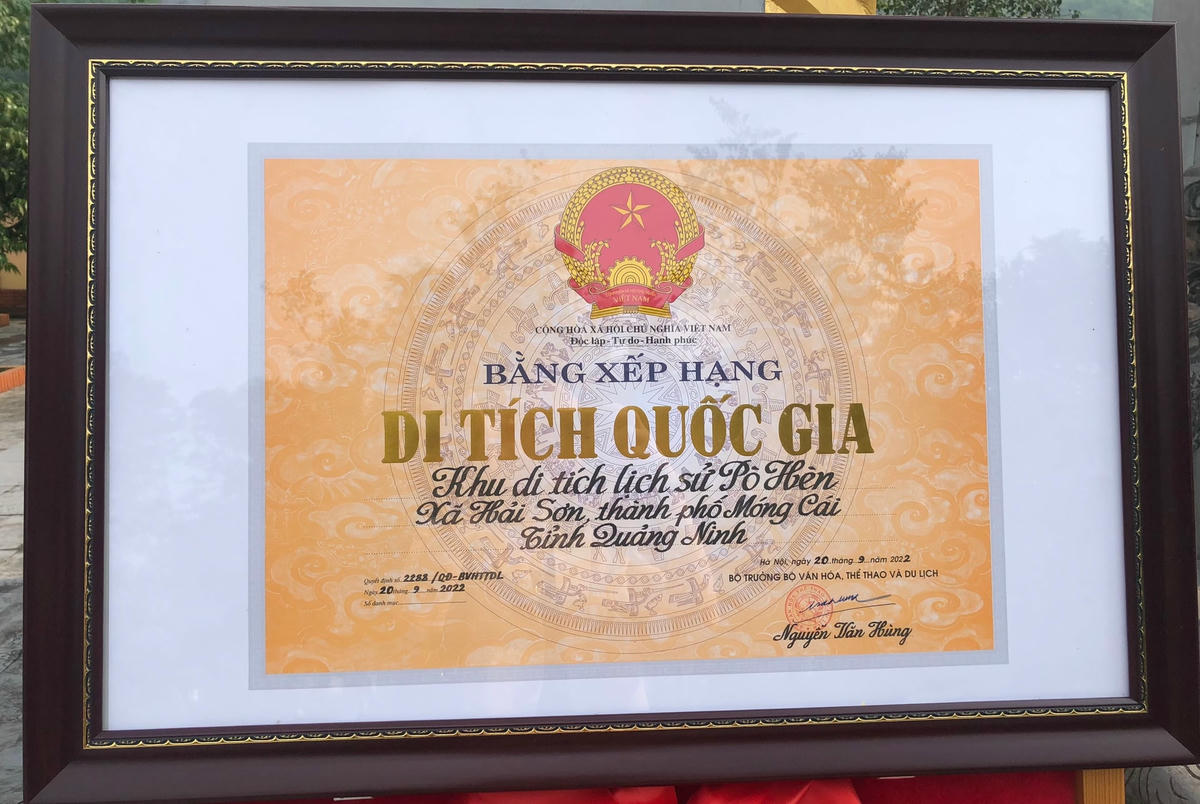 VIỆT NAM
CỘNG HÒA XÃ HỘI CHỦ NGHĨA VIỆT NAM
Độc lập - Tự do - Hạnh phúc
BẰNG XẾP HẠNG
DI TÍCH QUỐC GIA
Khu di tích lịch sử Pò Hèn
Xã Hải Sơn, thành phố Móng Cái
Tỉnh Quảng Ninh
Quyết định số 2288/QĐ-BVHTTDL
Ngày 20 tháng 9 năm 2022
Số danh mục
Hà Nội, ngày 20 tháng 9 năm 2022
BỘ TRƯỞNG BỘ VĂN HÓA, THỂ THAO VÀ DU LỊCH
Nguyễn Văn Hùng